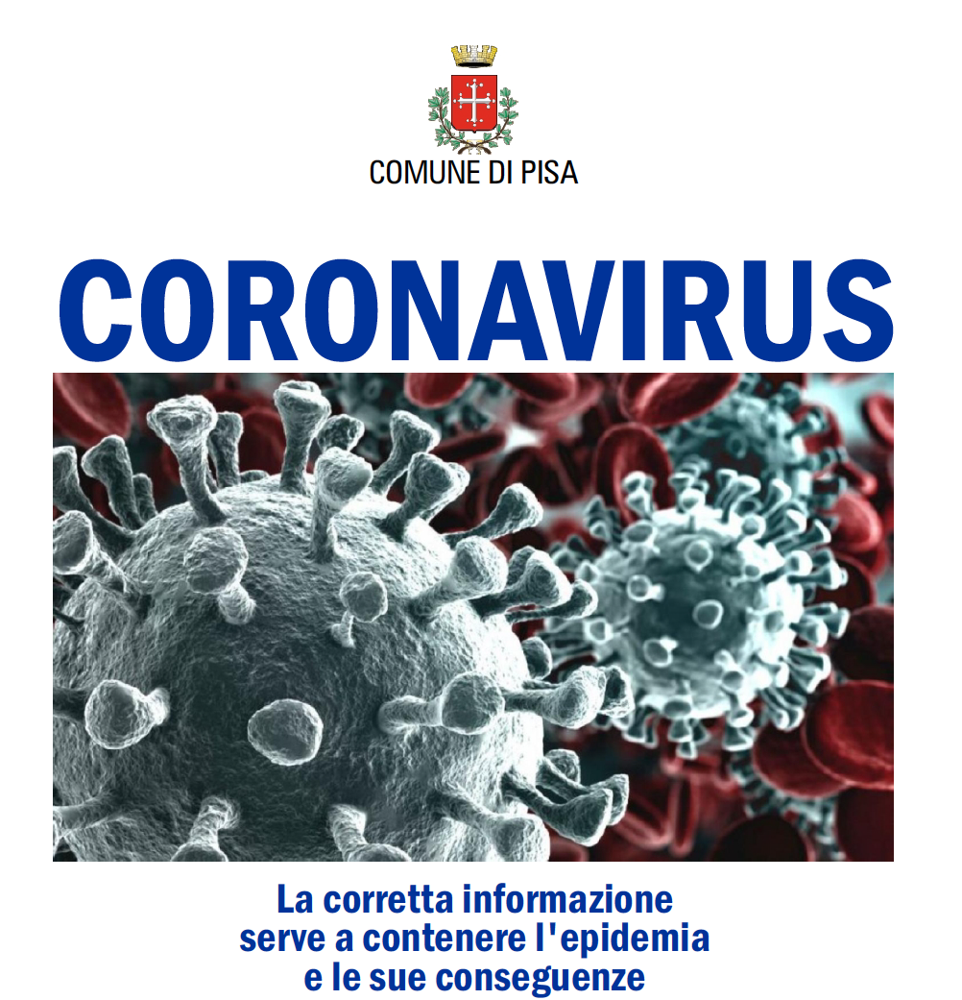 COMUNE DI PISA
CORONAVIRUS
La corretta informazione
serve a contenere l'epidemia
e le sue conseguenze